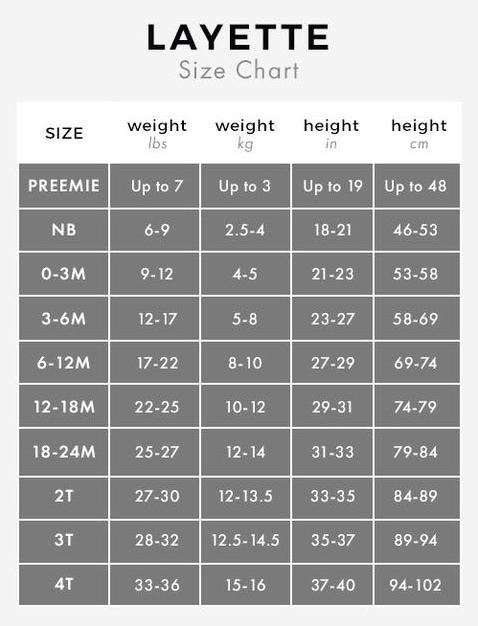 LAYETTE
Size Chart
SIZE weight lbs weight kg height in height cm
PREEMIE Up to 7 Up to 3 Up to 19 Up to 48
NB 6-9 2.5-4 18-21 46-53
0-3M 9-12 4-5 21-23 53-58
3-6M 12-17 5-8 23-27 58-69
6-12M 17-22 8-10 27-29 69-74
12-18M 22-25 10-12 29-31 74-79
18-24M 25-27 12-14 31-33 79-84
2T 27-30 12-13.5 33-35 84-89
3T 28-32 12.5-14.5 35-37 89-94
4T 33-36 15-16 37-40 94-102